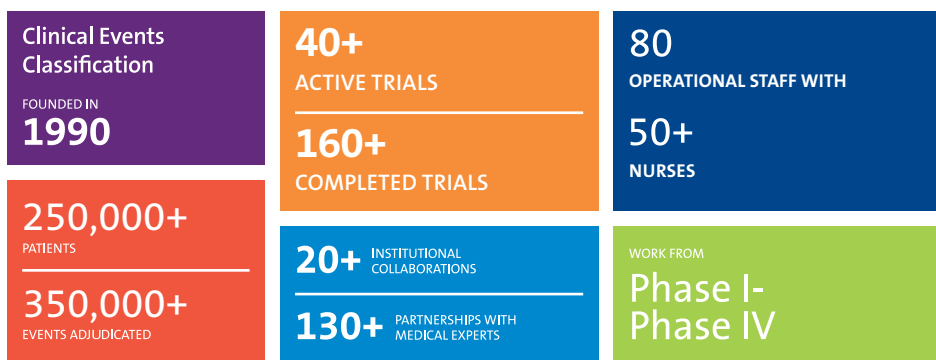 Clinical Events
Classification
FOUNDED IN
1990
250,000+
PATIENTS
350,000+
EVENTS ADJUDICATED
40+
ACTIVE TRIALS
160+
COMPLETED TRIALS
20+ INSTITUTIONAL
COLLABORATIONS
130+ PARTNERSHIPS WITH
MEDICAL EXPERTS
80
OPERATIONAL STAFF WITH
50+
NURSES
WORK FROM
Phase I-
Phase IV